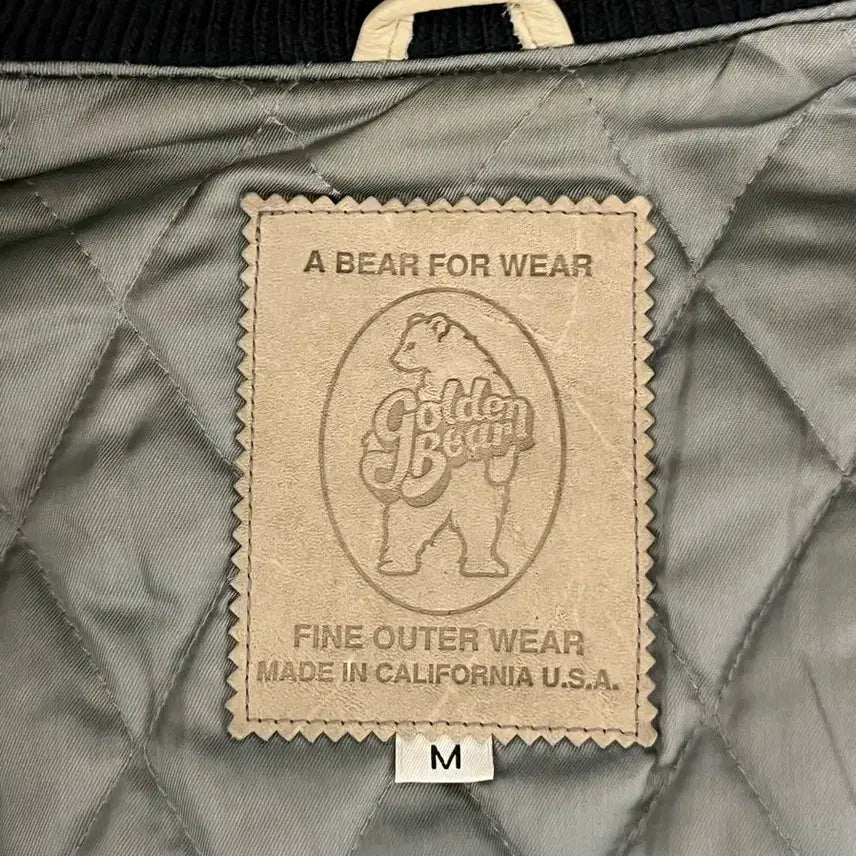 A BEAR FOR WEAR
Golden
Bear
FINE OUTER WEAR
MADE IN CALIFORNIA U.S.A.
M